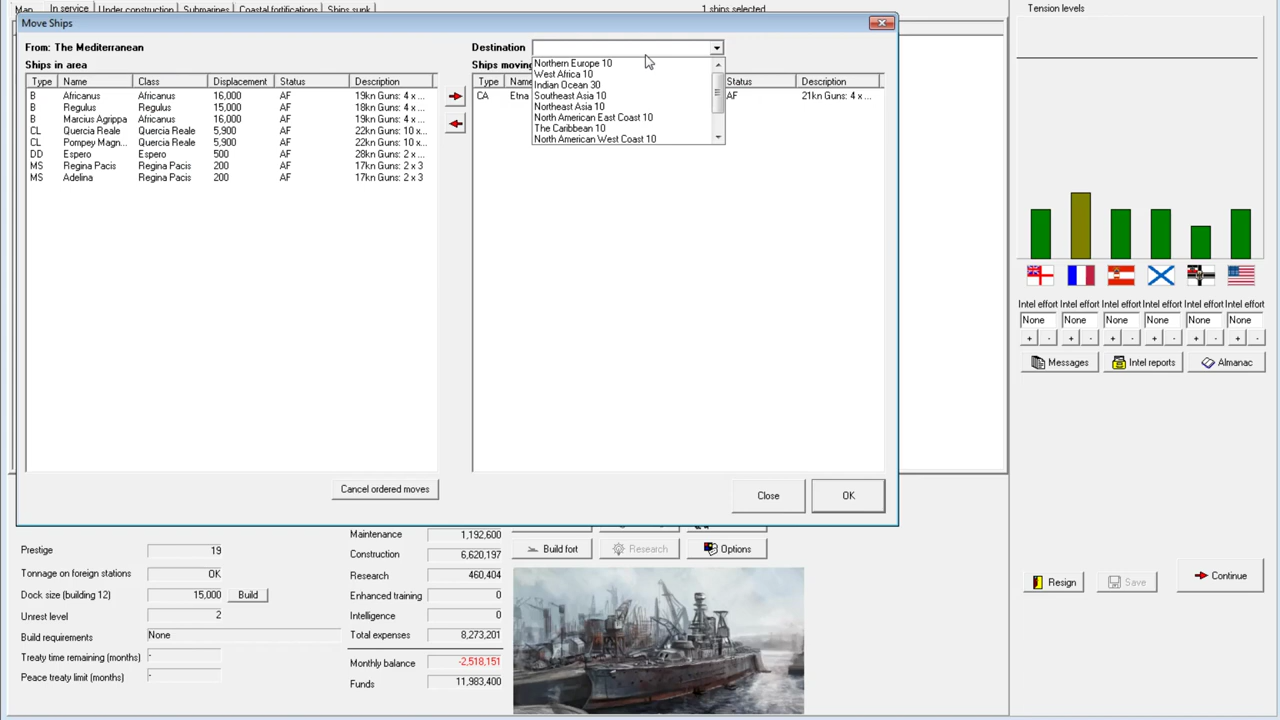 Map In service Under construction Submarines Coastal fortifications Ships sunk 1 ships selected Tension levels
Move Ships
From: The Mediterranean
Ships in area
Type Name Class Displacement Status Description
B Africanus Africanus 16,000 AF 19kn Guns: 4 x ...
B Regulus Regulus 15,000 AF 18kn Guns: 4 x ...
B Marcius Agrippa Africanus 16,000 AF 19kn Guns: 4 x ...
CL Quercia Reale Quercia Reale 5,900 AF 22kn Guns: 10 x ...
CL Pompey Magn... Quercia Reale 5,900 AF 22kn Guns: 10 x ...
DD Espero Espero 500 AF 28kn Guns: 2 x ...
MS Regina Pacis Regina Pacis 200 AF 17kn Guns: 2 x 3
MS Adelina Regina Pacis 200 AF 17kn Guns: 2 x 3
Cancel ordered moves
Destination
Ships moving
Type Name Status Description
CA Etna AF 21kn Guns: 4 x ...
Northern Europe 10
West Africa 10
Indian Ocean 30
Southeast Asia 10
Northeast Asia 10
North American East Coast 10
The Caribbean 10
North American West Coast 10
Close OK
Intel effort Intel effort Intel effort Intel effort Intel effort Intel effort
None None None None None None
+ - + - + - + - + - + -
Messages Intel reports Almanac
Prestige 19
Tonnage on foreign stations OK
Dock size (building 12) 15,000 Build
Unrest level 2
Build requirements None
Treaty time remaining (months) -
Peace treaty limit (months) -
Maintenance 1,192,600
Construction 6,620,197
Research 460,404
Enhanced training 0
Intelligence 0
Total expenses 8,273,201
Monthly balance -2,518,151
Funds 11,983,400
Build fort Research Options
Resign Save Continue